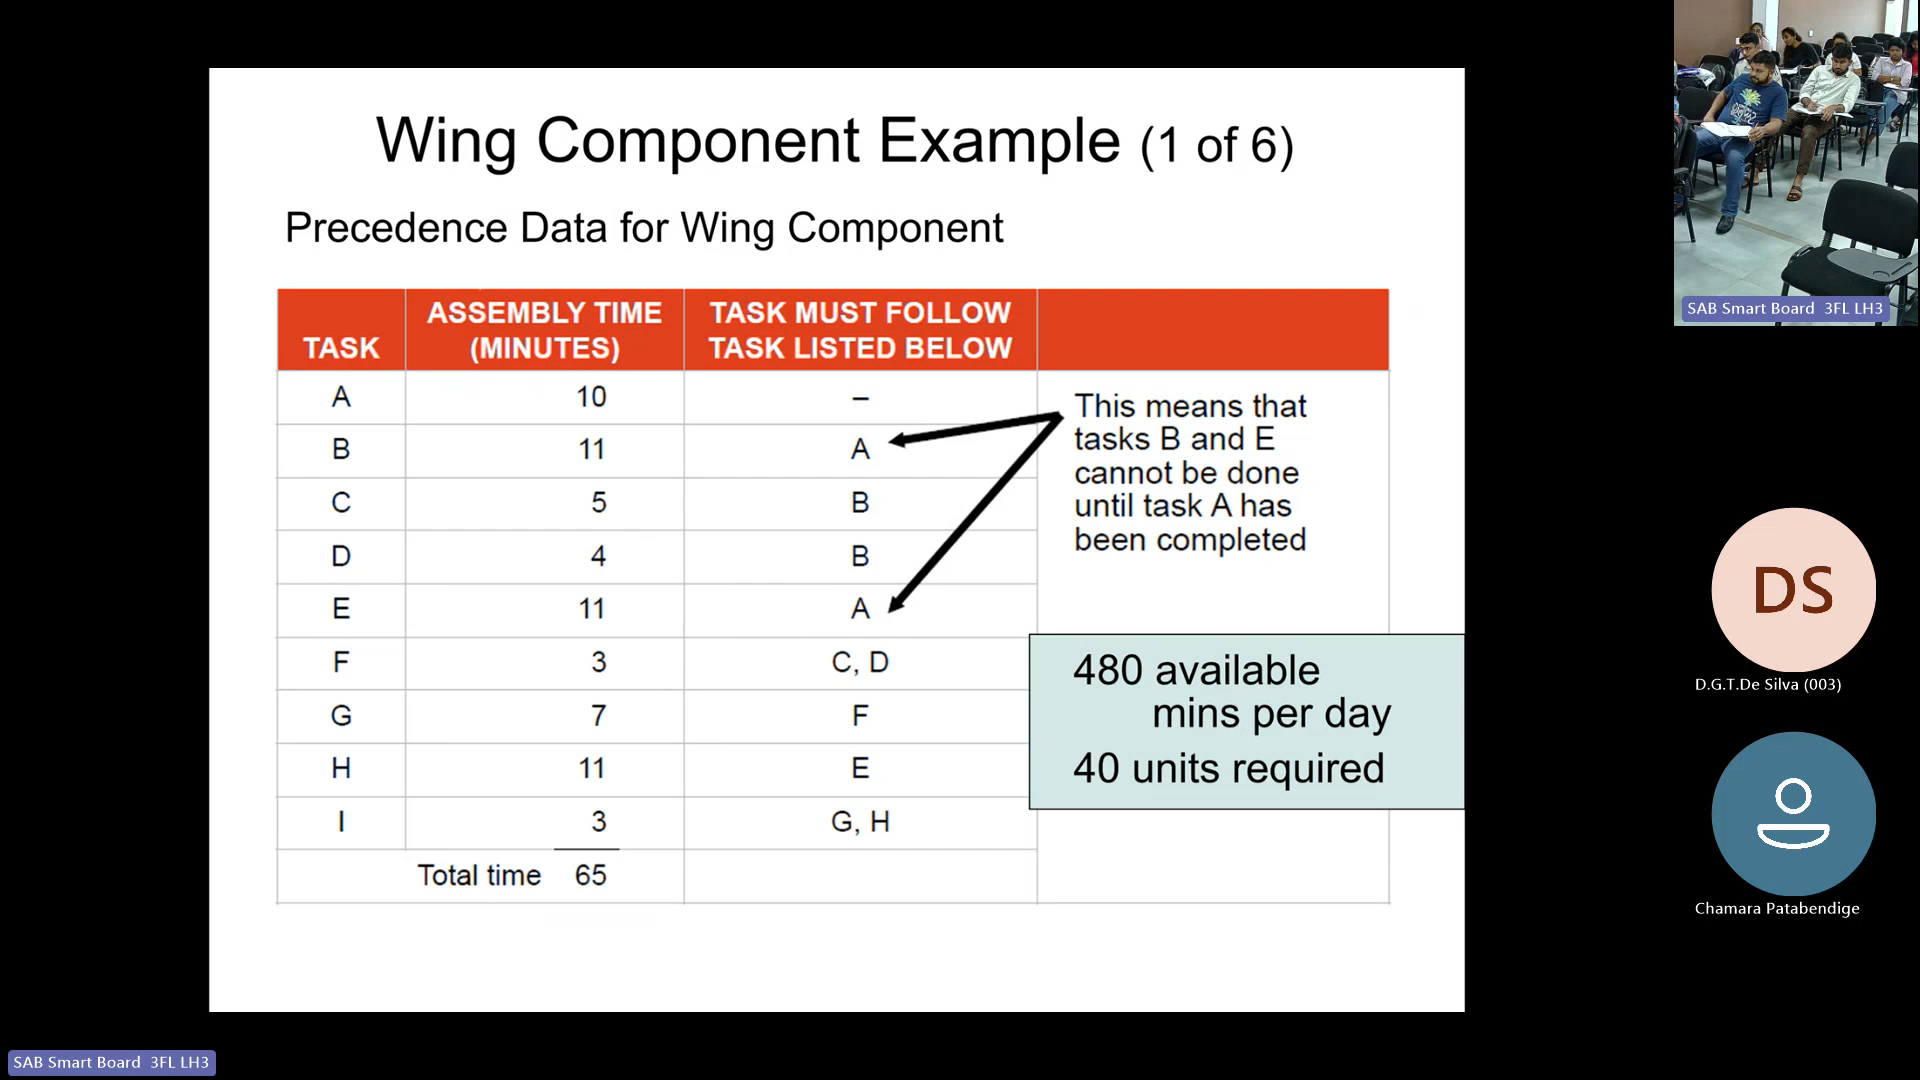 Wing Component Example (1 of 6)
Precedence Data for Wing Component
TASK
ASSEMBLY TIME
(MINUTES)
TASK MUST FOLLOW
TASK LISTED BELOW
A 10 –
B 11 A
C 5 B
D 4 B
E 11 A
F 3 C, D
G 7 F
H 11 E
I 3 G, H
Total time 65
This means that
tasks B and E
cannot be done
until task A has
been completed
480 available
mins per day
40 units required
SAB Smart Board 3FL LH3
DS
D.G.T.De Silva (003)
Chamara Patabendige
SAB Smart Board 3FL LH3